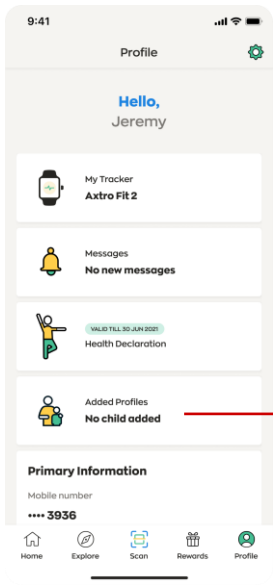 9:41
Profile
Hello,
Jeremy
My Tracker
Axtro Fit 2
Messages
No new messages
VALID TILL 30 JUN 2021
Health Declaration
Added Profiles
No child added
Primary Information
Mobile number
•••• 3936
Home Explore Scan Rewards Profile